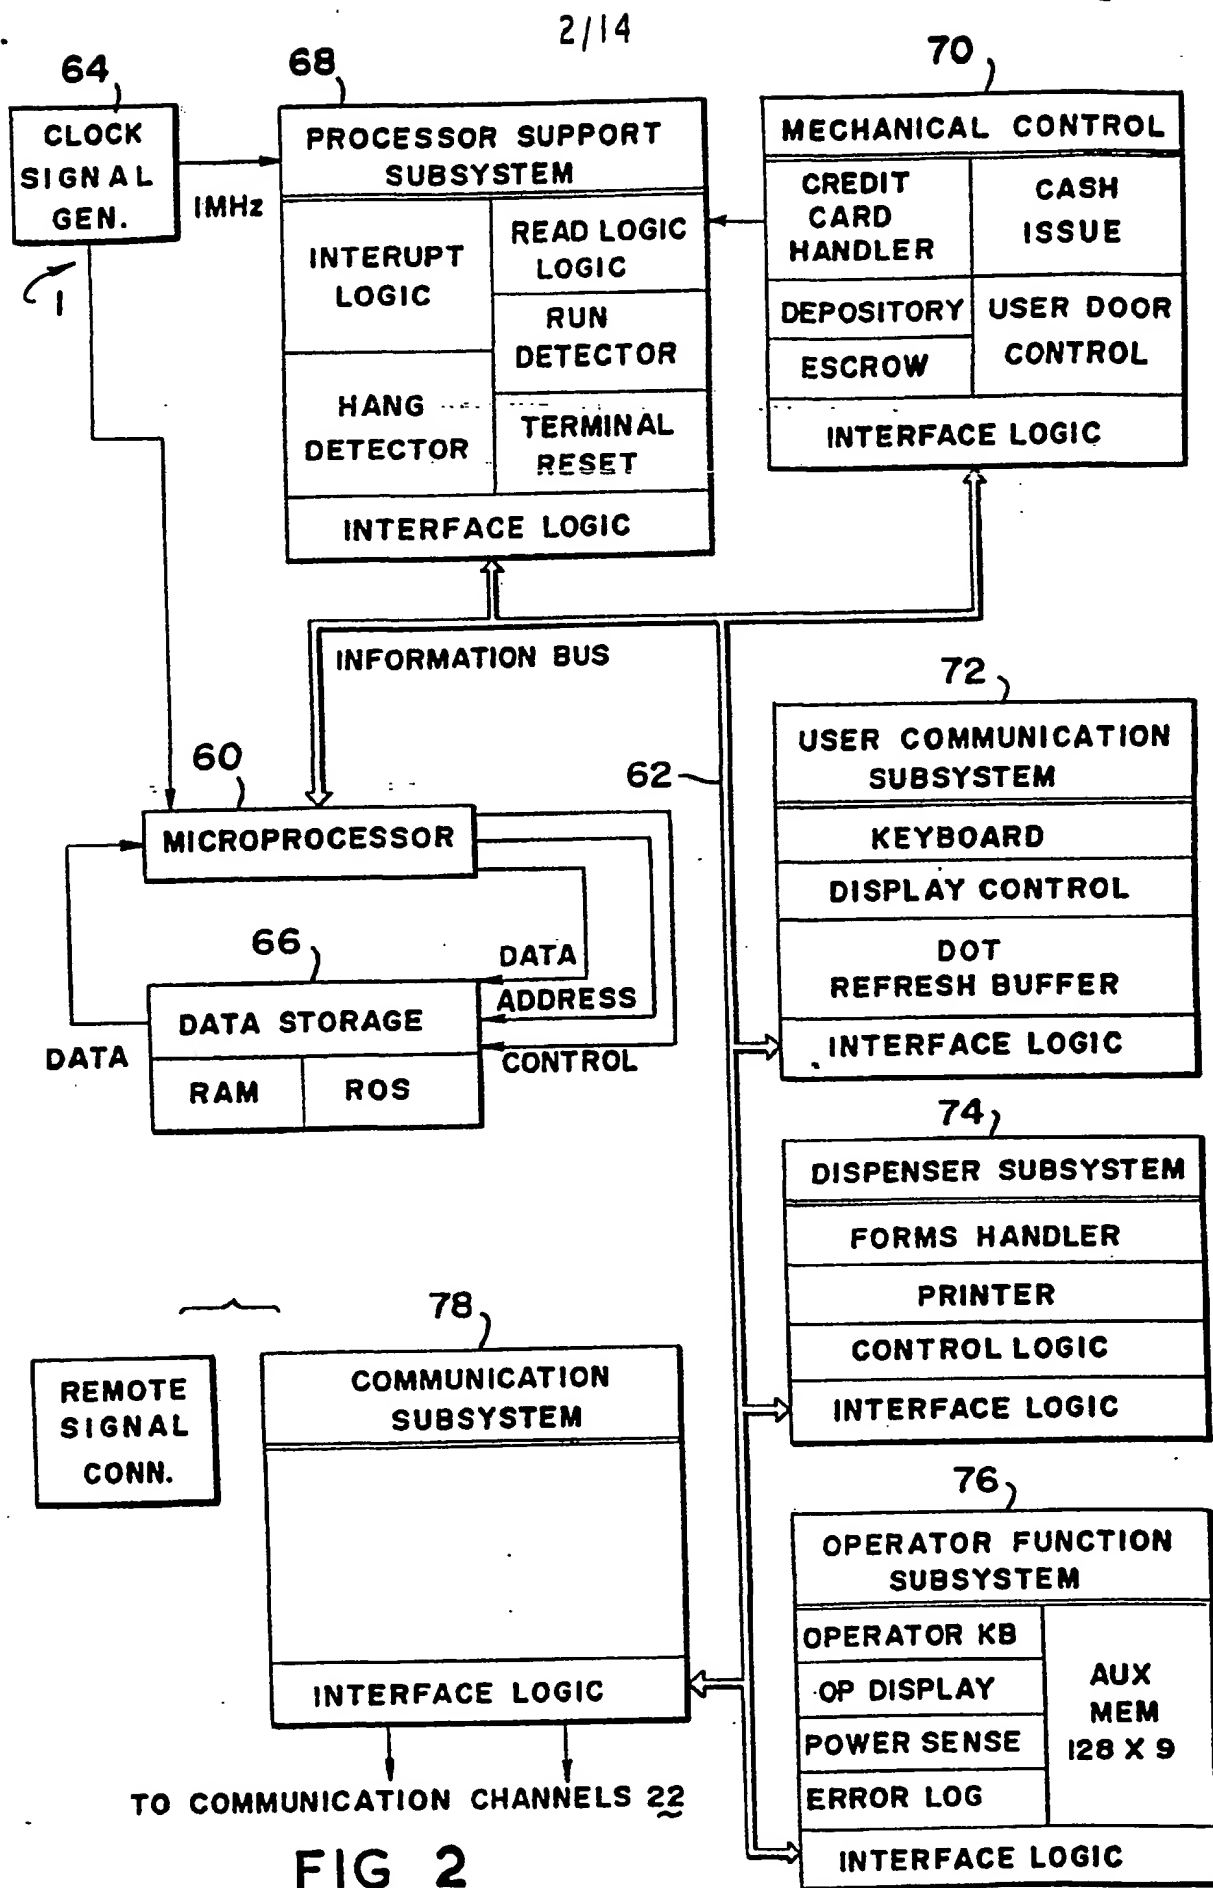 2/14
64
CLOCK
SIGNAL
GEN.
1MHz
1
68
PROCESSOR SUPPORT
SUBSYSTEM
INTERUPT
LOGIC
READ LOGIC
LOGIC
RUN
DETECTOR
HANG
DETECTOR
TERMINAL
RESET
INTERFACE LOGIC
70
MECHANICAL CONTROL
CREDIT
CARD
HANDLER
CASH
ISSUE
DEPOSITORY
ESCROW
USER DOOR
CONTROL
INTERFACE LOGIC
INFORMATION BUS
62
60
MICROPROCESSOR
66
DATA STORAGE
RAM
ROS
DATA
DATA
ADDRESS
CONTROL
72
USER COMMUNICATION
SUBSYSTEM
KEYBOARD
DISPLAY CONTROL
DOT
REFRESH BUFFER
INTERFACE LOGIC
74
DISPENSER SUBSYSTEM
FORMS HANDLER
PRINTER
CONTROL LOGIC
INTERFACE LOGIC
REMOTE
SIGNAL
CONN.
78
COMMUNICATION
SUBSYSTEM
INTERFACE LOGIC
TO COMMUNICATION CHANNELS 22
76
OPERATOR FUNCTION
SUBSYSTEM
OPERATOR KB
OP DISPLAY
POWER SENSE
ERROR LOG
AUX
MEM
128 X 9
INTERFACE LOGIC
FIG 2